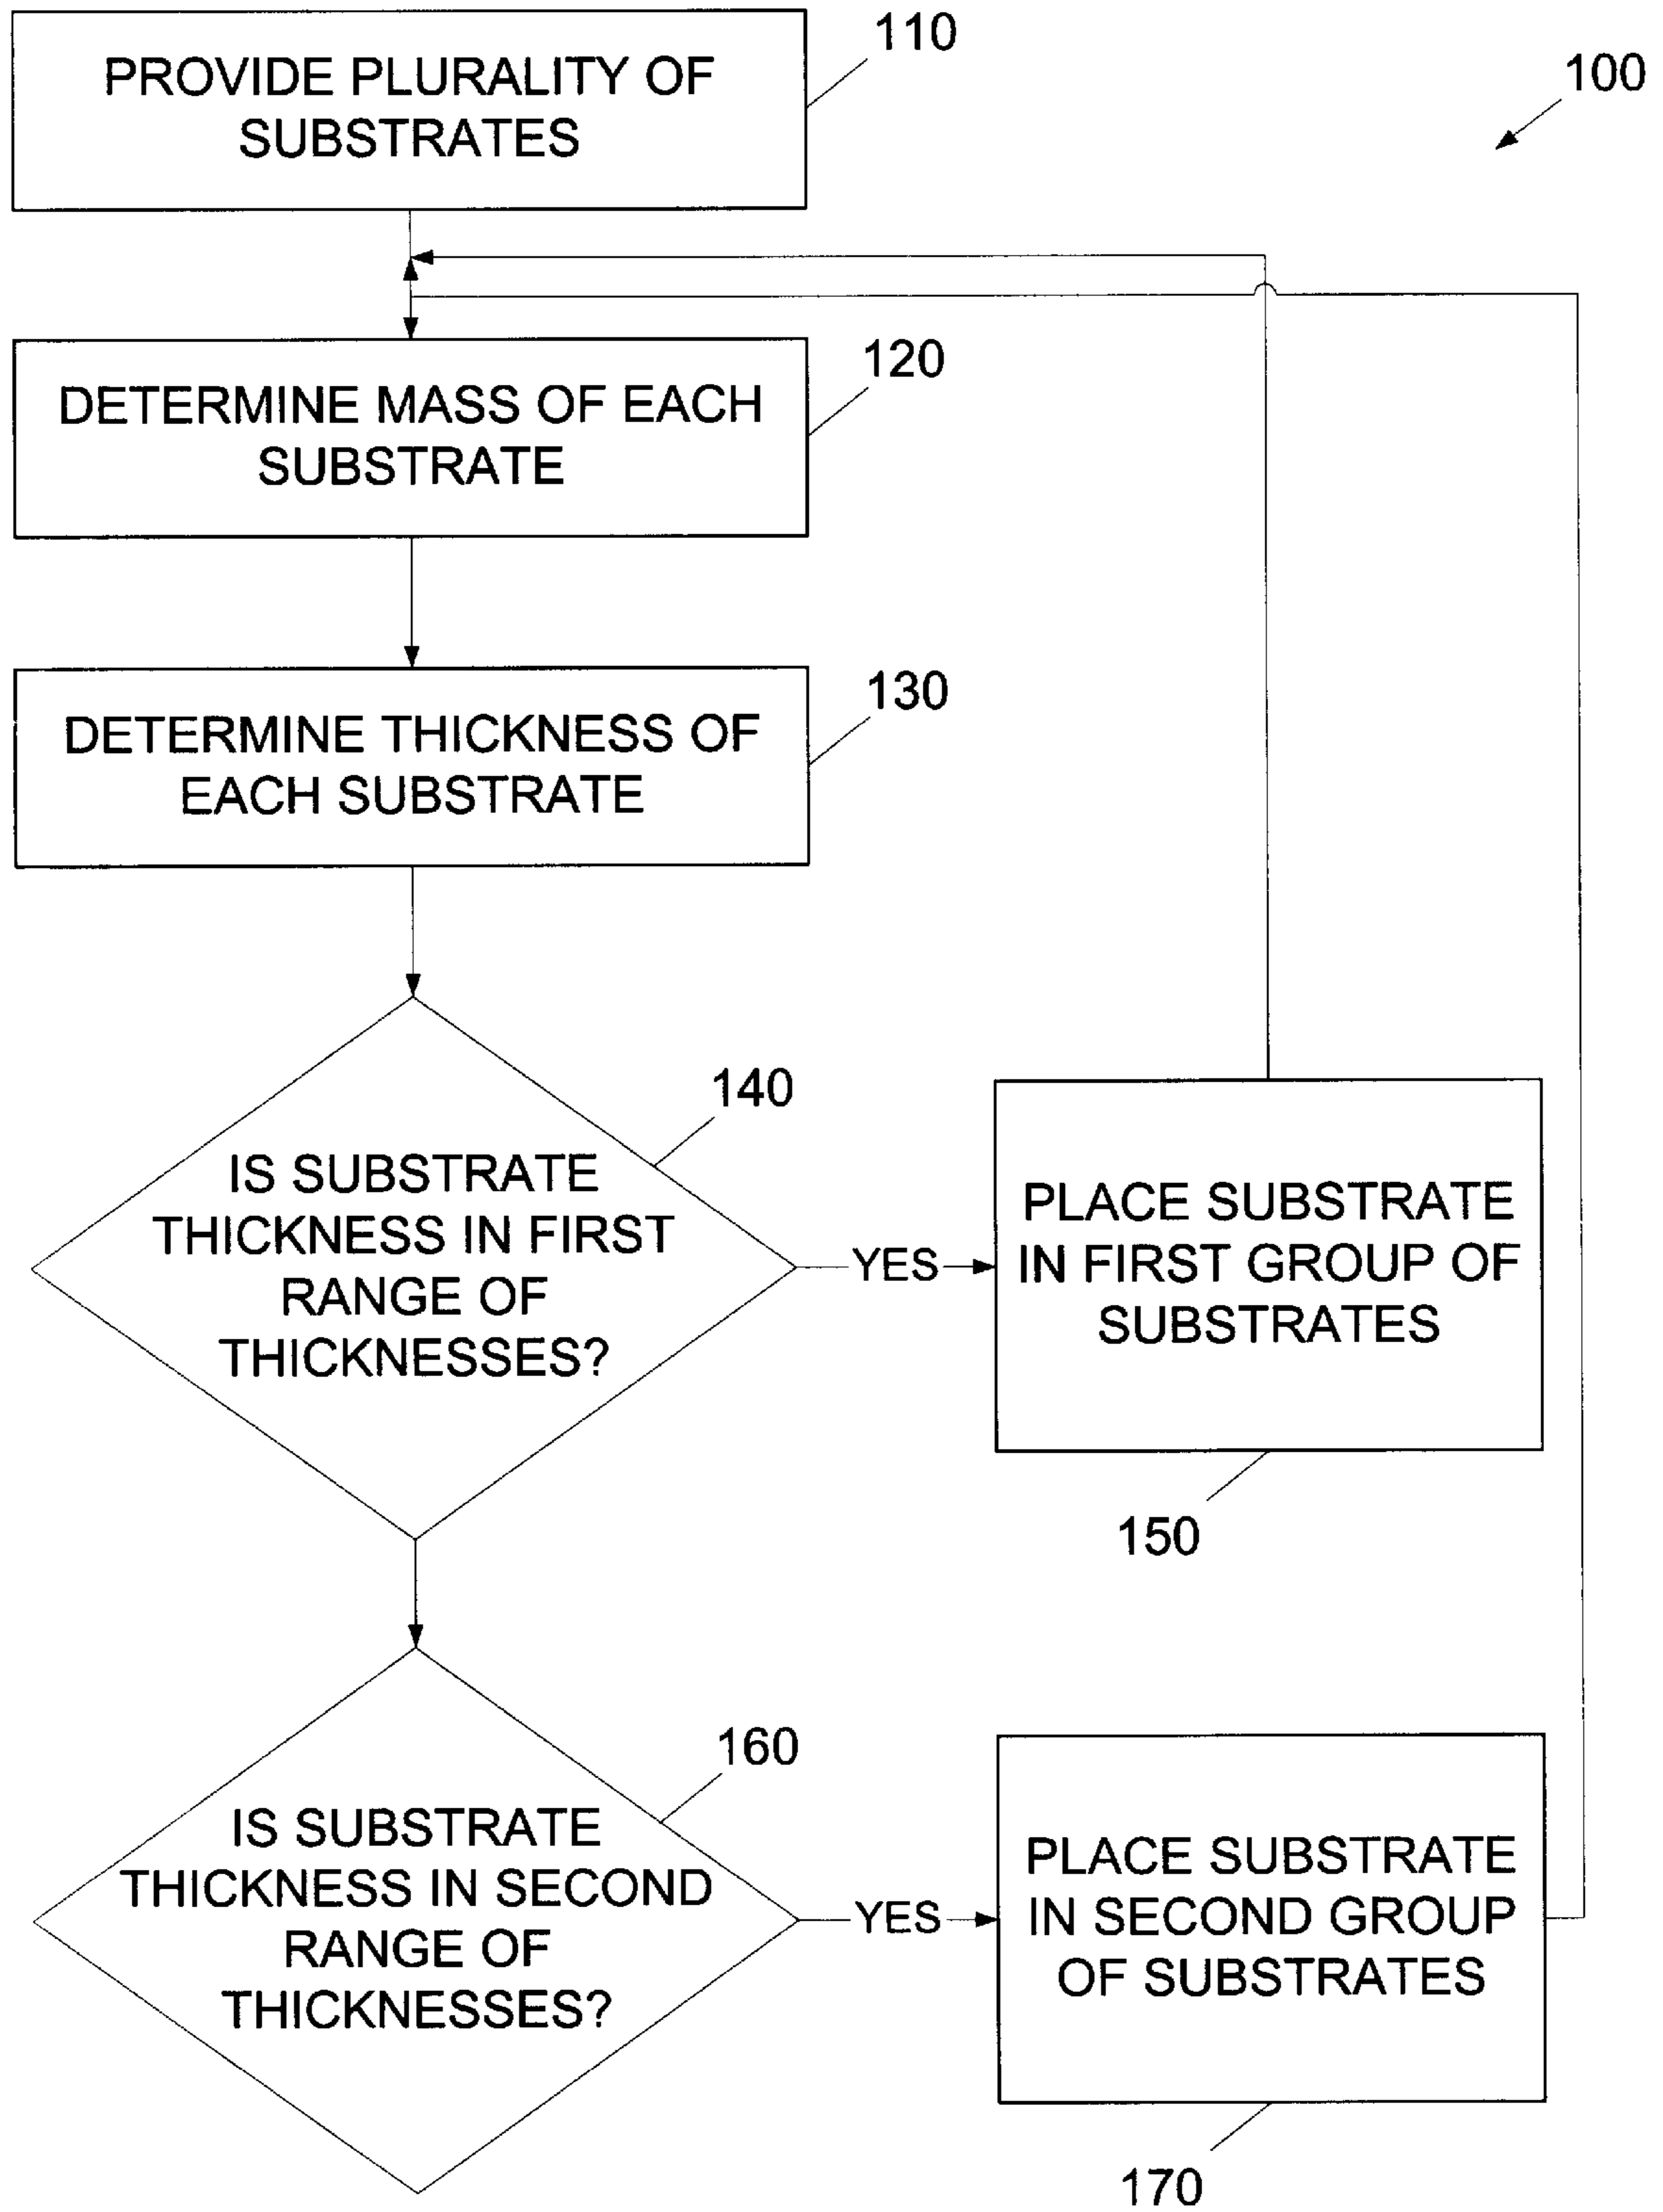 110
100
PROVIDE PLURALITY OF
SUBSTRATES
120
DETERMINE MASS OF EACH
SUBSTRATE
130
DETERMINE THICKNESS OF
EACH SUBSTRATE
140
IS SUBSTRATE
THICKNESS IN FIRST
RANGE OF
THICKNESSES?
YES
PLACE SUBSTRATE
IN FIRST GROUP OF
SUBSTRATES
150
160
IS SUBSTRATE
THICKNESS IN SECOND
RANGE OF
THICKNESSES?
YES
PLACE SUBSTRATE
IN SECOND GROUP
OF SUBSTRATES
170